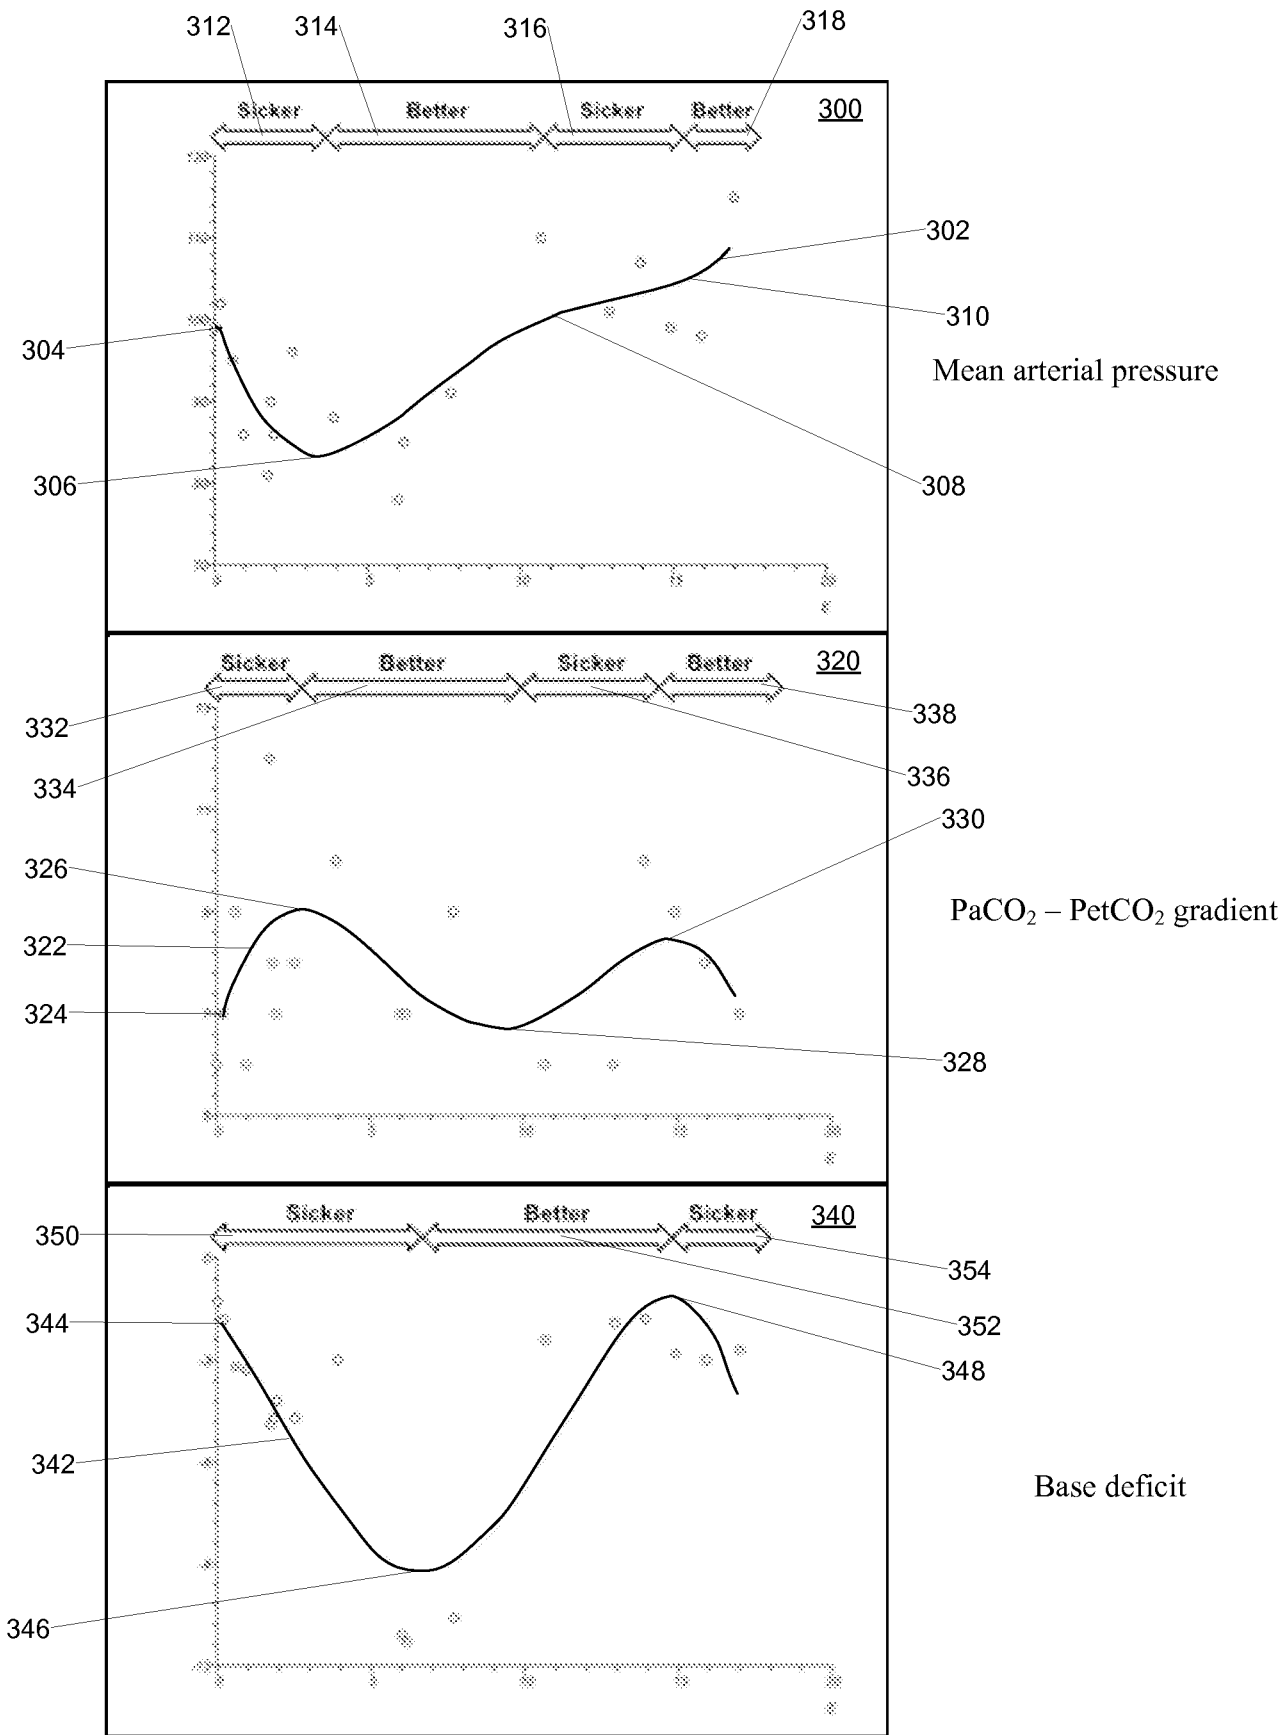 312 314 316 318
Sicker Better Sicker Better 300
302
310
304
Mean arterial pressure
306 308
Sicker Better Sicker Better 320
332 338
334 336
330
326
PaCO₂ – PetCO₂ gradient
322
324
328
Sicker Better Sicker 340
350
354
344 352
348
342
Base deficit
346